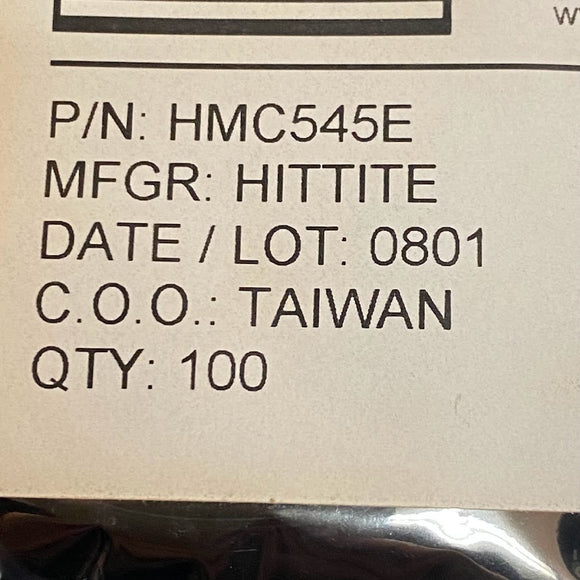 P/N: HMC545E
MFGR: HITTITE
DATE / LOT: 0801
C.O.O.: TAIWAN
QTY: 100